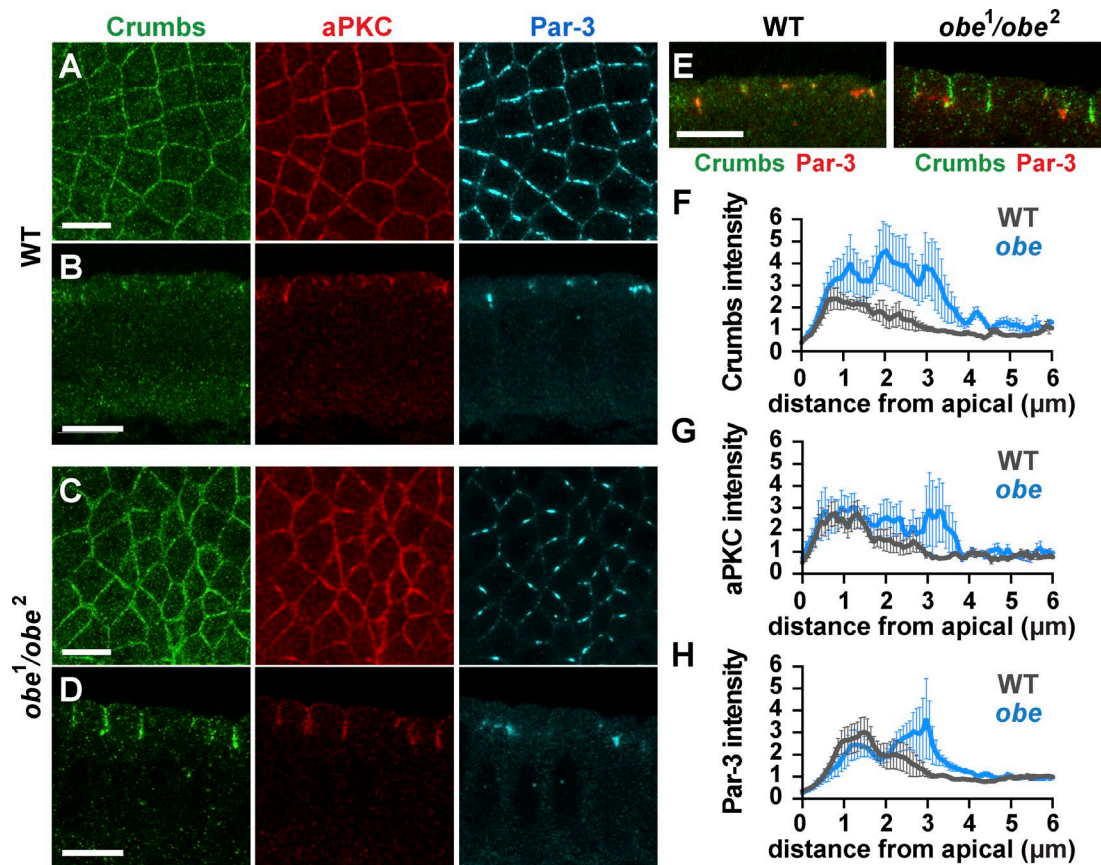 Crumbs aPKC Par-3
WT
A
B
obe1/obe2
C
D
WT obe1/obe2
E
Crumbs Par-3 Crumbs Par-3
F
Crumbs intensity
6
5
4
3
2
1
0
WT
obe
0 1 2 3 4 5 6
distance from apical (µm)
G
aPKC intensity
6
5
4
3
2
1
0
WT
obe
0 1 2 3 4 5 6
distance from apical (µm)
H
Par-3 intensity
6
5
4
3
2
1
0
WT
obe
0 1 2 3 4 5 6
distance from apical (µm)